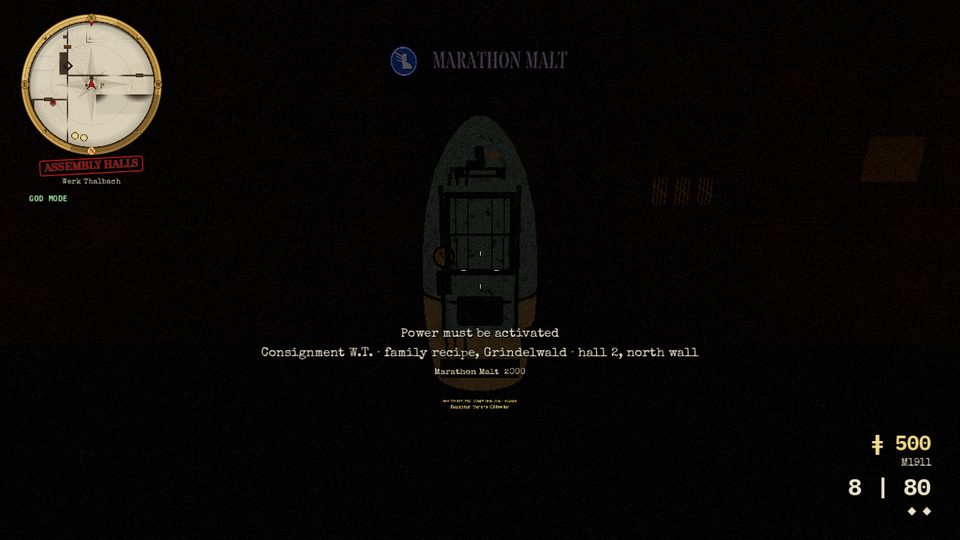 MARATHON MALT
ASSEMBLY HALLS
Werk Thalbach
GOD MODE
Power must be activated
Consignment W.T. · family recipe, Grindelwald · hall 2, north wall
Marathon Malt 2000
500
M1911
8 | 80